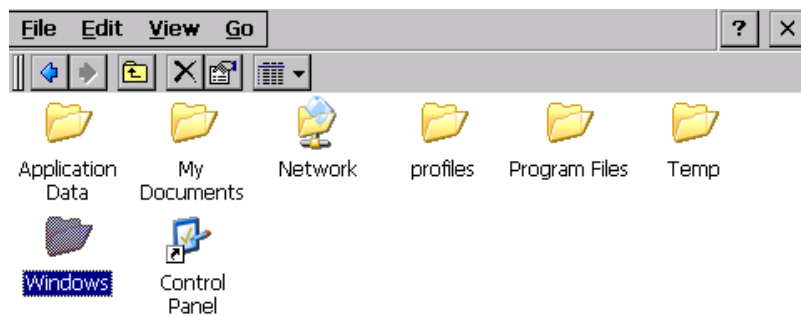 File Edit View Go ? ×
Application Data
My Documents
Network
profiles
Program Files
Temp
Windows
Control Panel